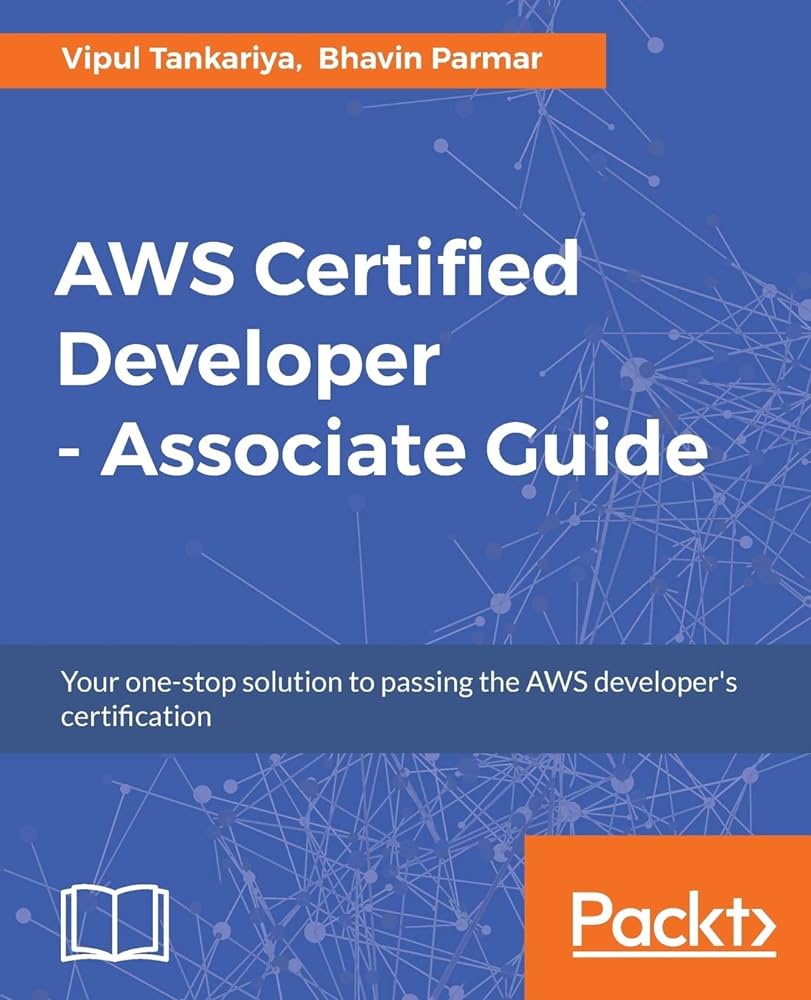 Vipul Tankariya, Bhavin Parmar
AWS Certified
Developer
- Associate Guide
Your one-stop solution to passing the AWS developer's
certification
Packt>